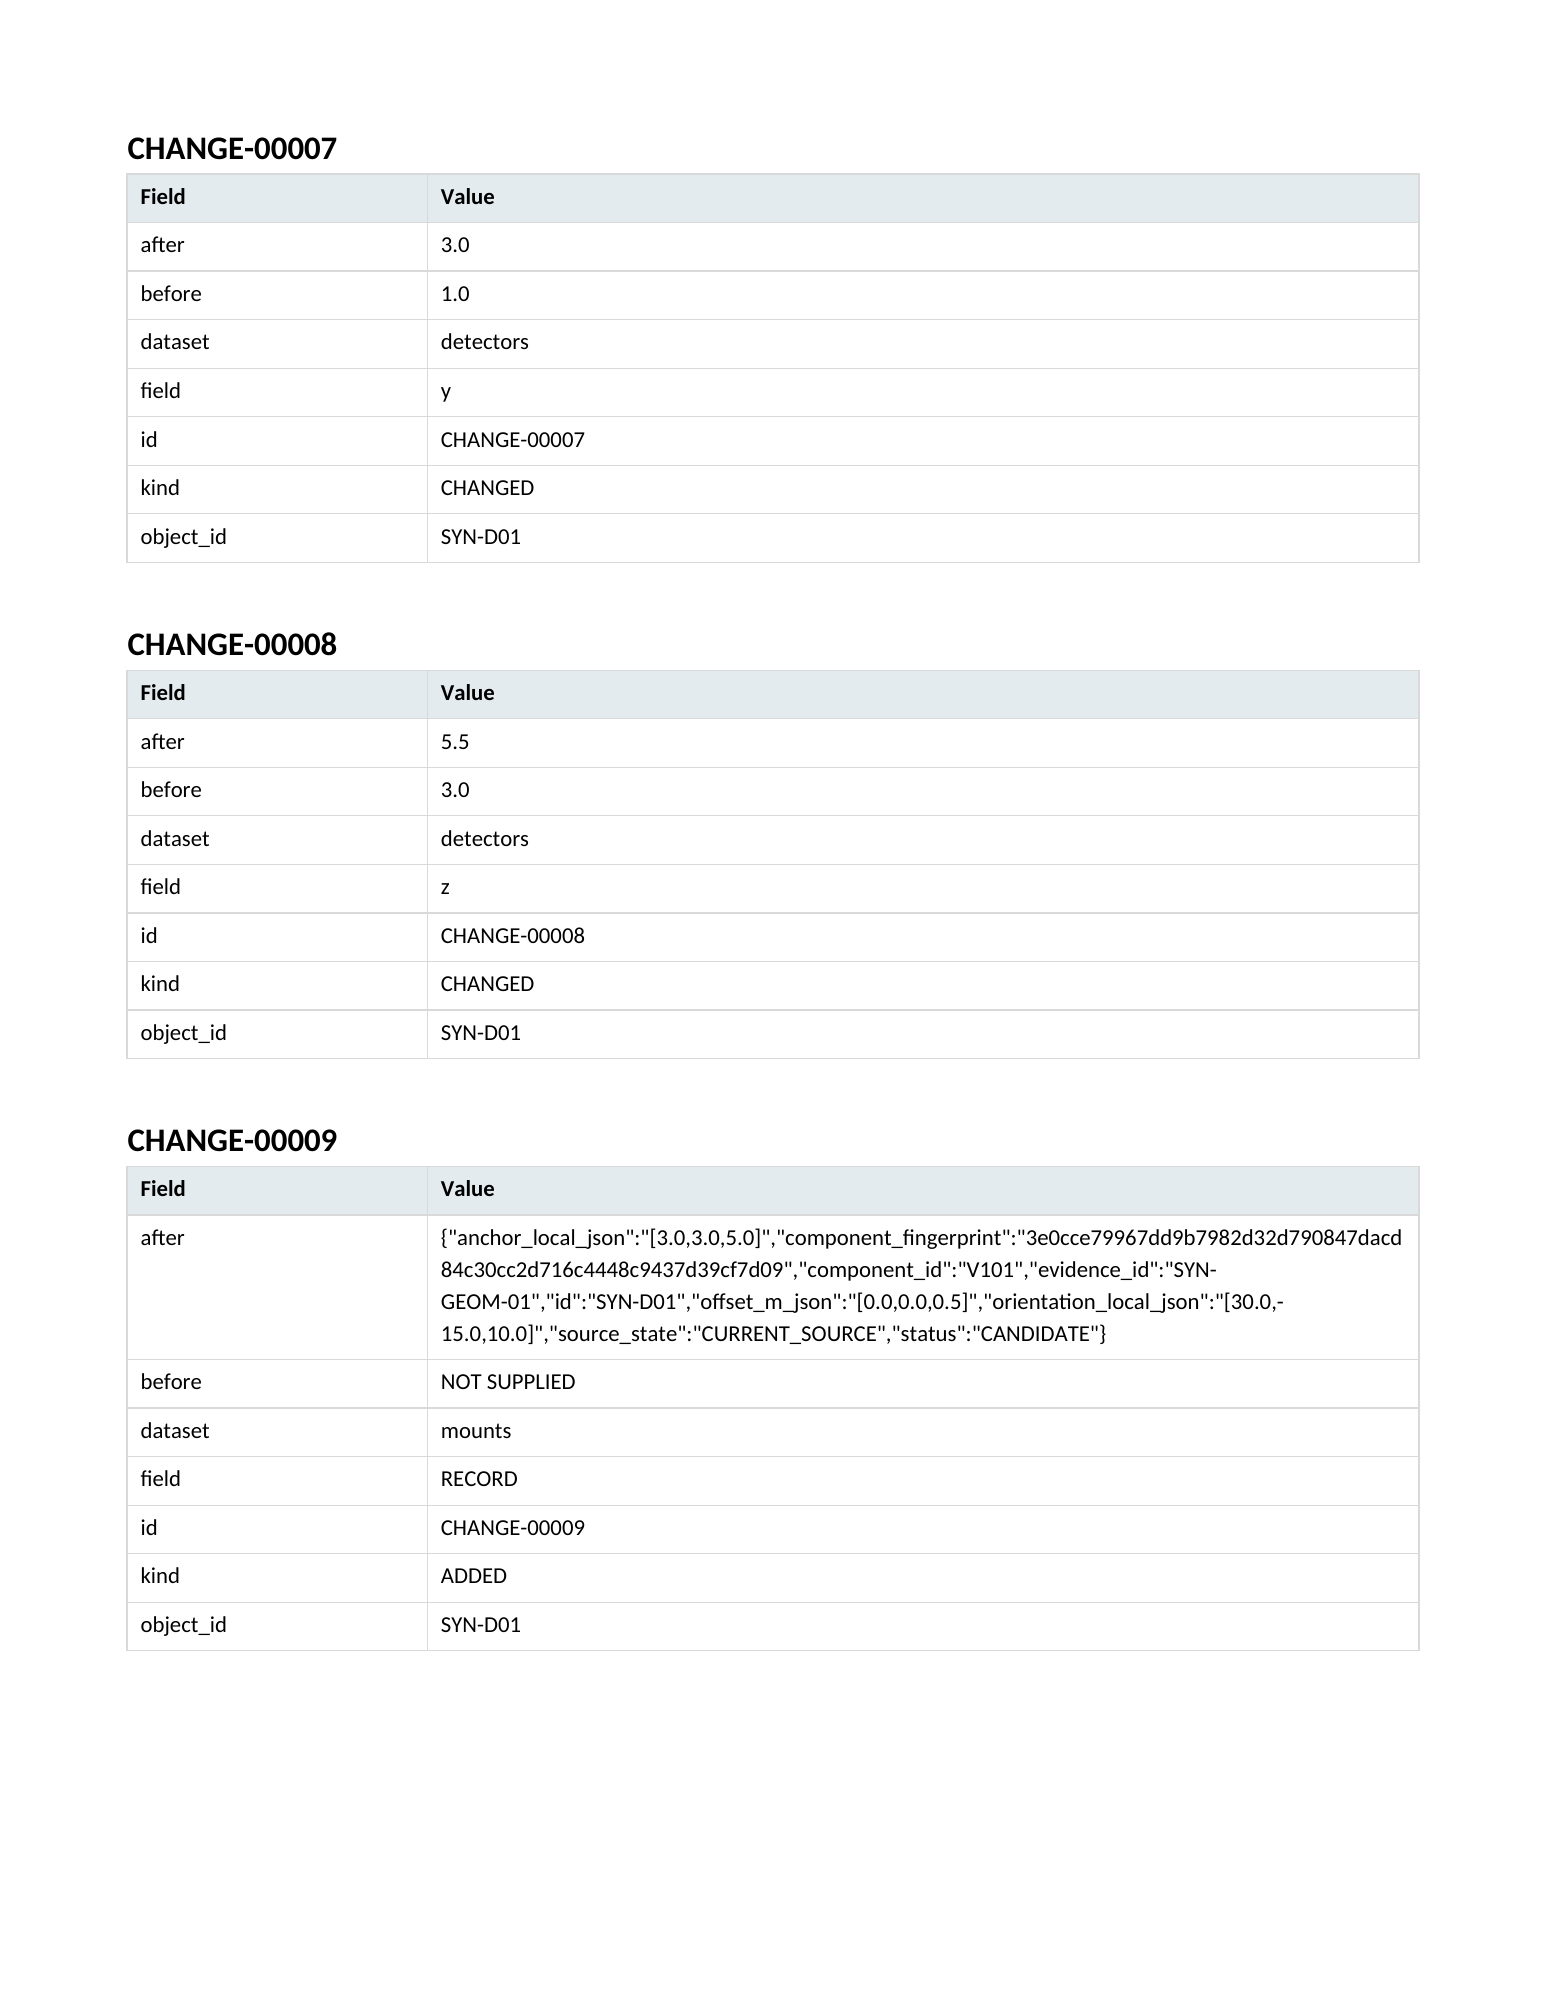 CHANGE-00007
Field Value
after 3.0
before 1.0
dataset detectors
field y
id CHANGE-00007
kind CHANGED
object_id SYN-D01
CHANGE-00008
Field Value
after 5.5
before 3.0
dataset detectors
field z
id CHANGE-00008
kind CHANGED
object_id SYN-D01
CHANGE-00009
Field Value
after {"anchor_local_json":"[3.0,3.0,5.0]","component_fingerprint":"3e0cce79967dd9b7982d32d790847dacd
84c30cc2d716c4448c9437d39cf7d09","component_id":"V101","evidence_id":"SYN-
GEOM-01","id":"SYN-D01","offset_m_json":"[0.0,0.0,0.5]","orientation_local_json":"[30.0,-
15.0,10.0]","source_state":"CURRENT_SOURCE","status":"CANDIDATE"}
before NOT SUPPLIED
dataset mounts
field RECORD
id CHANGE-00009
kind ADDED
object_id SYN-D01